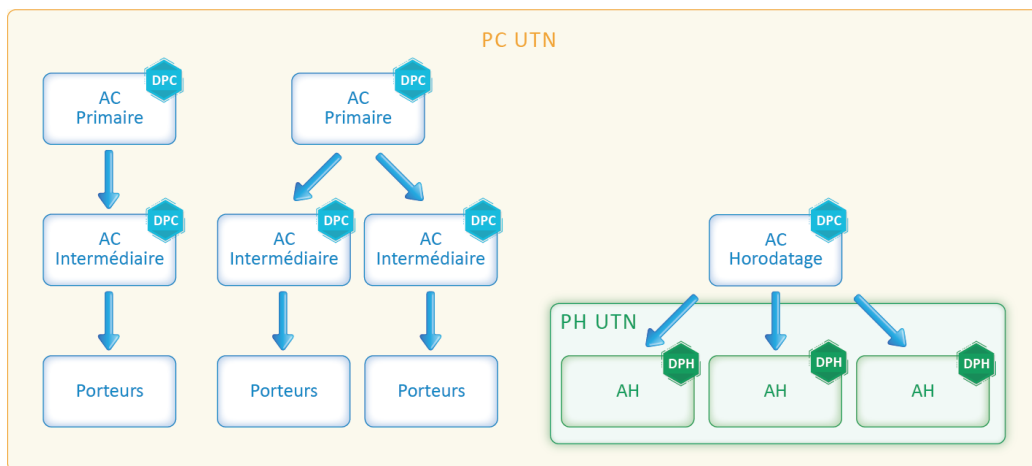 PC UTN
DPC
AC
Primaire
DPC
AC
Primaire
DPC
AC
Intermédiaire
DPC
AC
Intermédiaire
DPC
AC
Intermédiaire
DPC
AC
Horodatage
PH UTN
Porteurs
Porteurs
Porteurs
DPH
AH
DPH
AH
DPH
AH